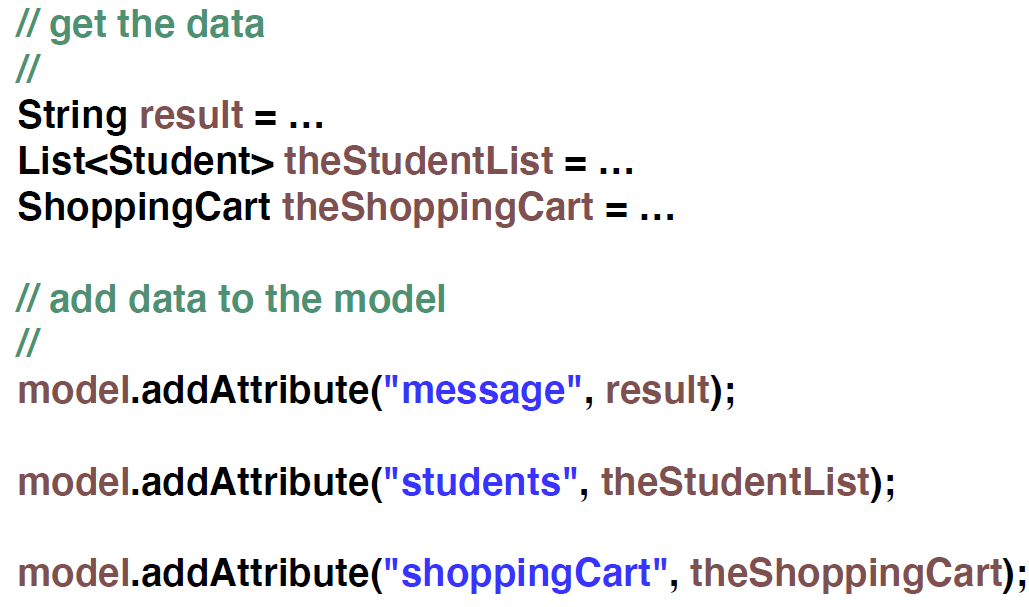 // get the data
//
String result = …
List<Student> theStudentList = …
ShoppingCart theShoppingCart = …
// add data to the model
//
model.addAttribute("message", result);
model.addAttribute("students", theStudentList);
model.addAttribute("shoppingCart", theShoppingCart);